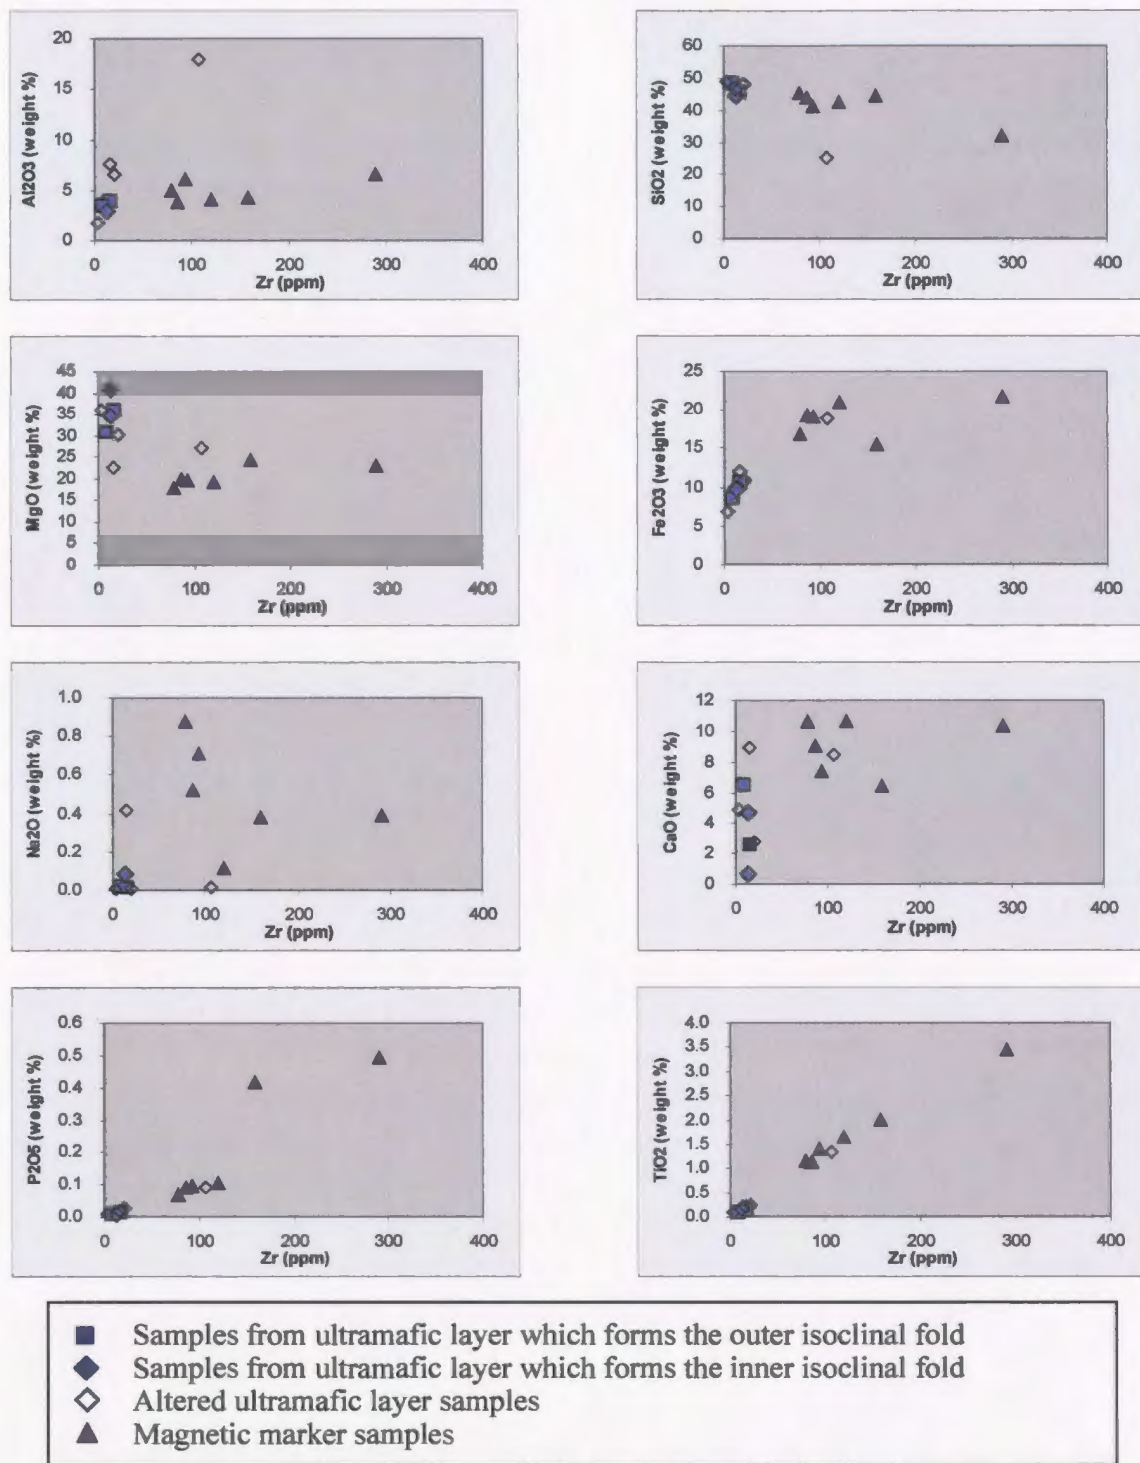 Al2O3 (weight %)
20
15
10
5
0
0 100 200 300 400
Zr (ppm)
SiO2 (weight %)
60
50
40
30
20
10
0
0 100 200 300 400
Zr (ppm)
MgO (weight %)
45
40
35
30
25
20
15
10
5
0
0 100 200 300 400
Zr (ppm)
Fe2O3 (weight %)
25
20
15
10
5
0
0 100 200 300 400
Zr (ppm)
Na2O (weight %)
1.0
0.8
0.6
0.4
0.2
0.0
0 100 200 300 400
Zr (ppm)
CaO (weight %)
12
10
8
6
4
2
0
0 100 200 300 400
Zr (ppm)
P2O5 (weight %)
0.6
0.5
0.4
0.3
0.2
0.1
0.0
0 100 200 300 400
Zr (ppm)
TiO2 (weight %)
4.0
3.5
3.0
2.5
2.0
1.5
1.0
0.5
0.0
0 100 200 300 400
Zr (ppm)
Samples from ultramafic layer which forms the outer isoclinal fold
Samples from ultramafic layer which forms the inner isoclinal fold
Altered ultramafic layer samples
Magnetic marker samples